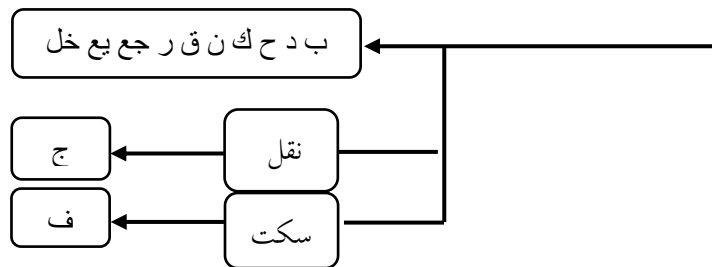 ب د ح ك ن ق ر جع يع خل
نقل
ج
سكت
ف